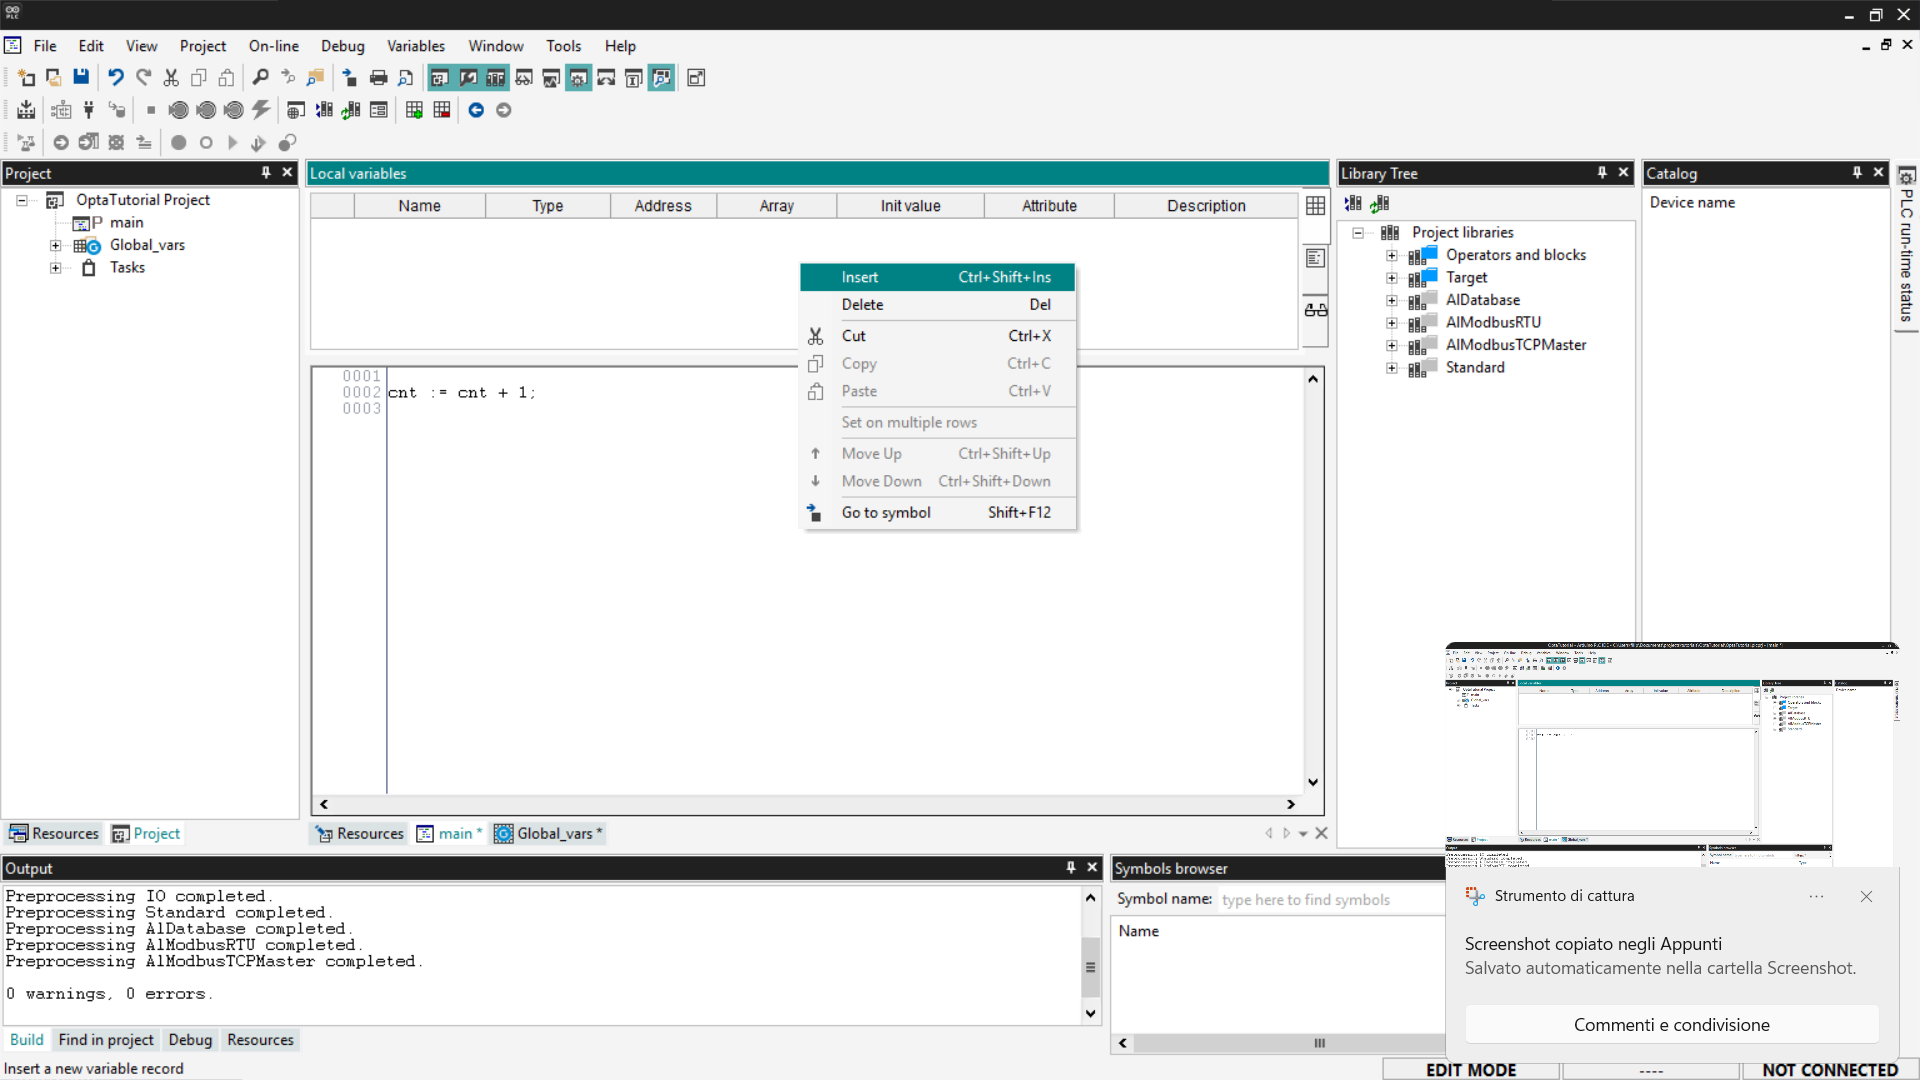 PLC
File Edit View Project On-line Debug Variables Window Tools Help
Project
OptaTutorial Project
main
Global_vars
Tasks
Resources Project
Local variables
Name Type Address Array Init value Attribute Description
Insert Ctrl+Shift+Ins
Delete Del
Cut Ctrl+X
Copy Ctrl+C
Paste Ctrl+V
Set on multiple rows
Move Up Ctrl+Shift+Up
Move Down Ctrl+Shift+Down
Go to symbol Shift+F12
0001
0002 cnt := cnt + 1;
0003
Resources main * Global_vars *
Library Tree
Project libraries
Operators and blocks
Target
AlDatabase
AlModbusRTU
AlModbusTCPMaster
Standard
Catalog
Device name
PLC run-time status
Output
Preprocessing IO completed.
Preprocessing Standard completed.
Preprocessing AlDatabase completed.
Preprocessing AlModbusRTU completed.
Preprocessing AlModbusTCPMaster completed.
0 warnings, 0 errors.
Build Find in project Debug Resources
Symbols browser
Symbol name: type here to find symbols
Name
Strumento di cattura
Screenshot copiato negli Appunti
Salvato automaticamente nella cartella Screenshot.
Commenti e condivisione
Insert a new variable record
EDIT MODE ---- NOT CONNECTED